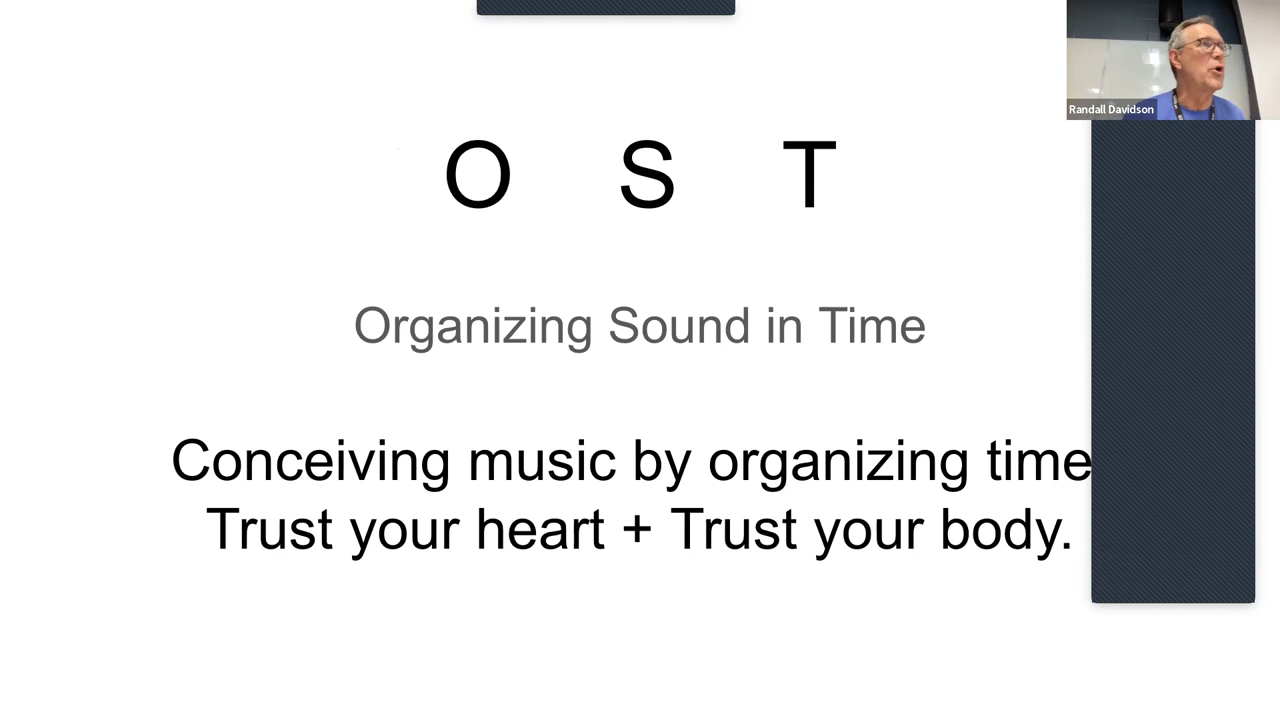 Randall Davidson
O S T
Organizing Sound in Time
Conceiving music by organizing time
Trust your heart + Trust your body.